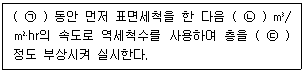 ( ㉠ ) 동안 먼저 표면세척을 한 다음 ( ㉡ ) ㎥/
㎡·hr의 속도로 역세척수를 사용하며 층을 ( ㉢ )
정도 부상시켜 실시한다.